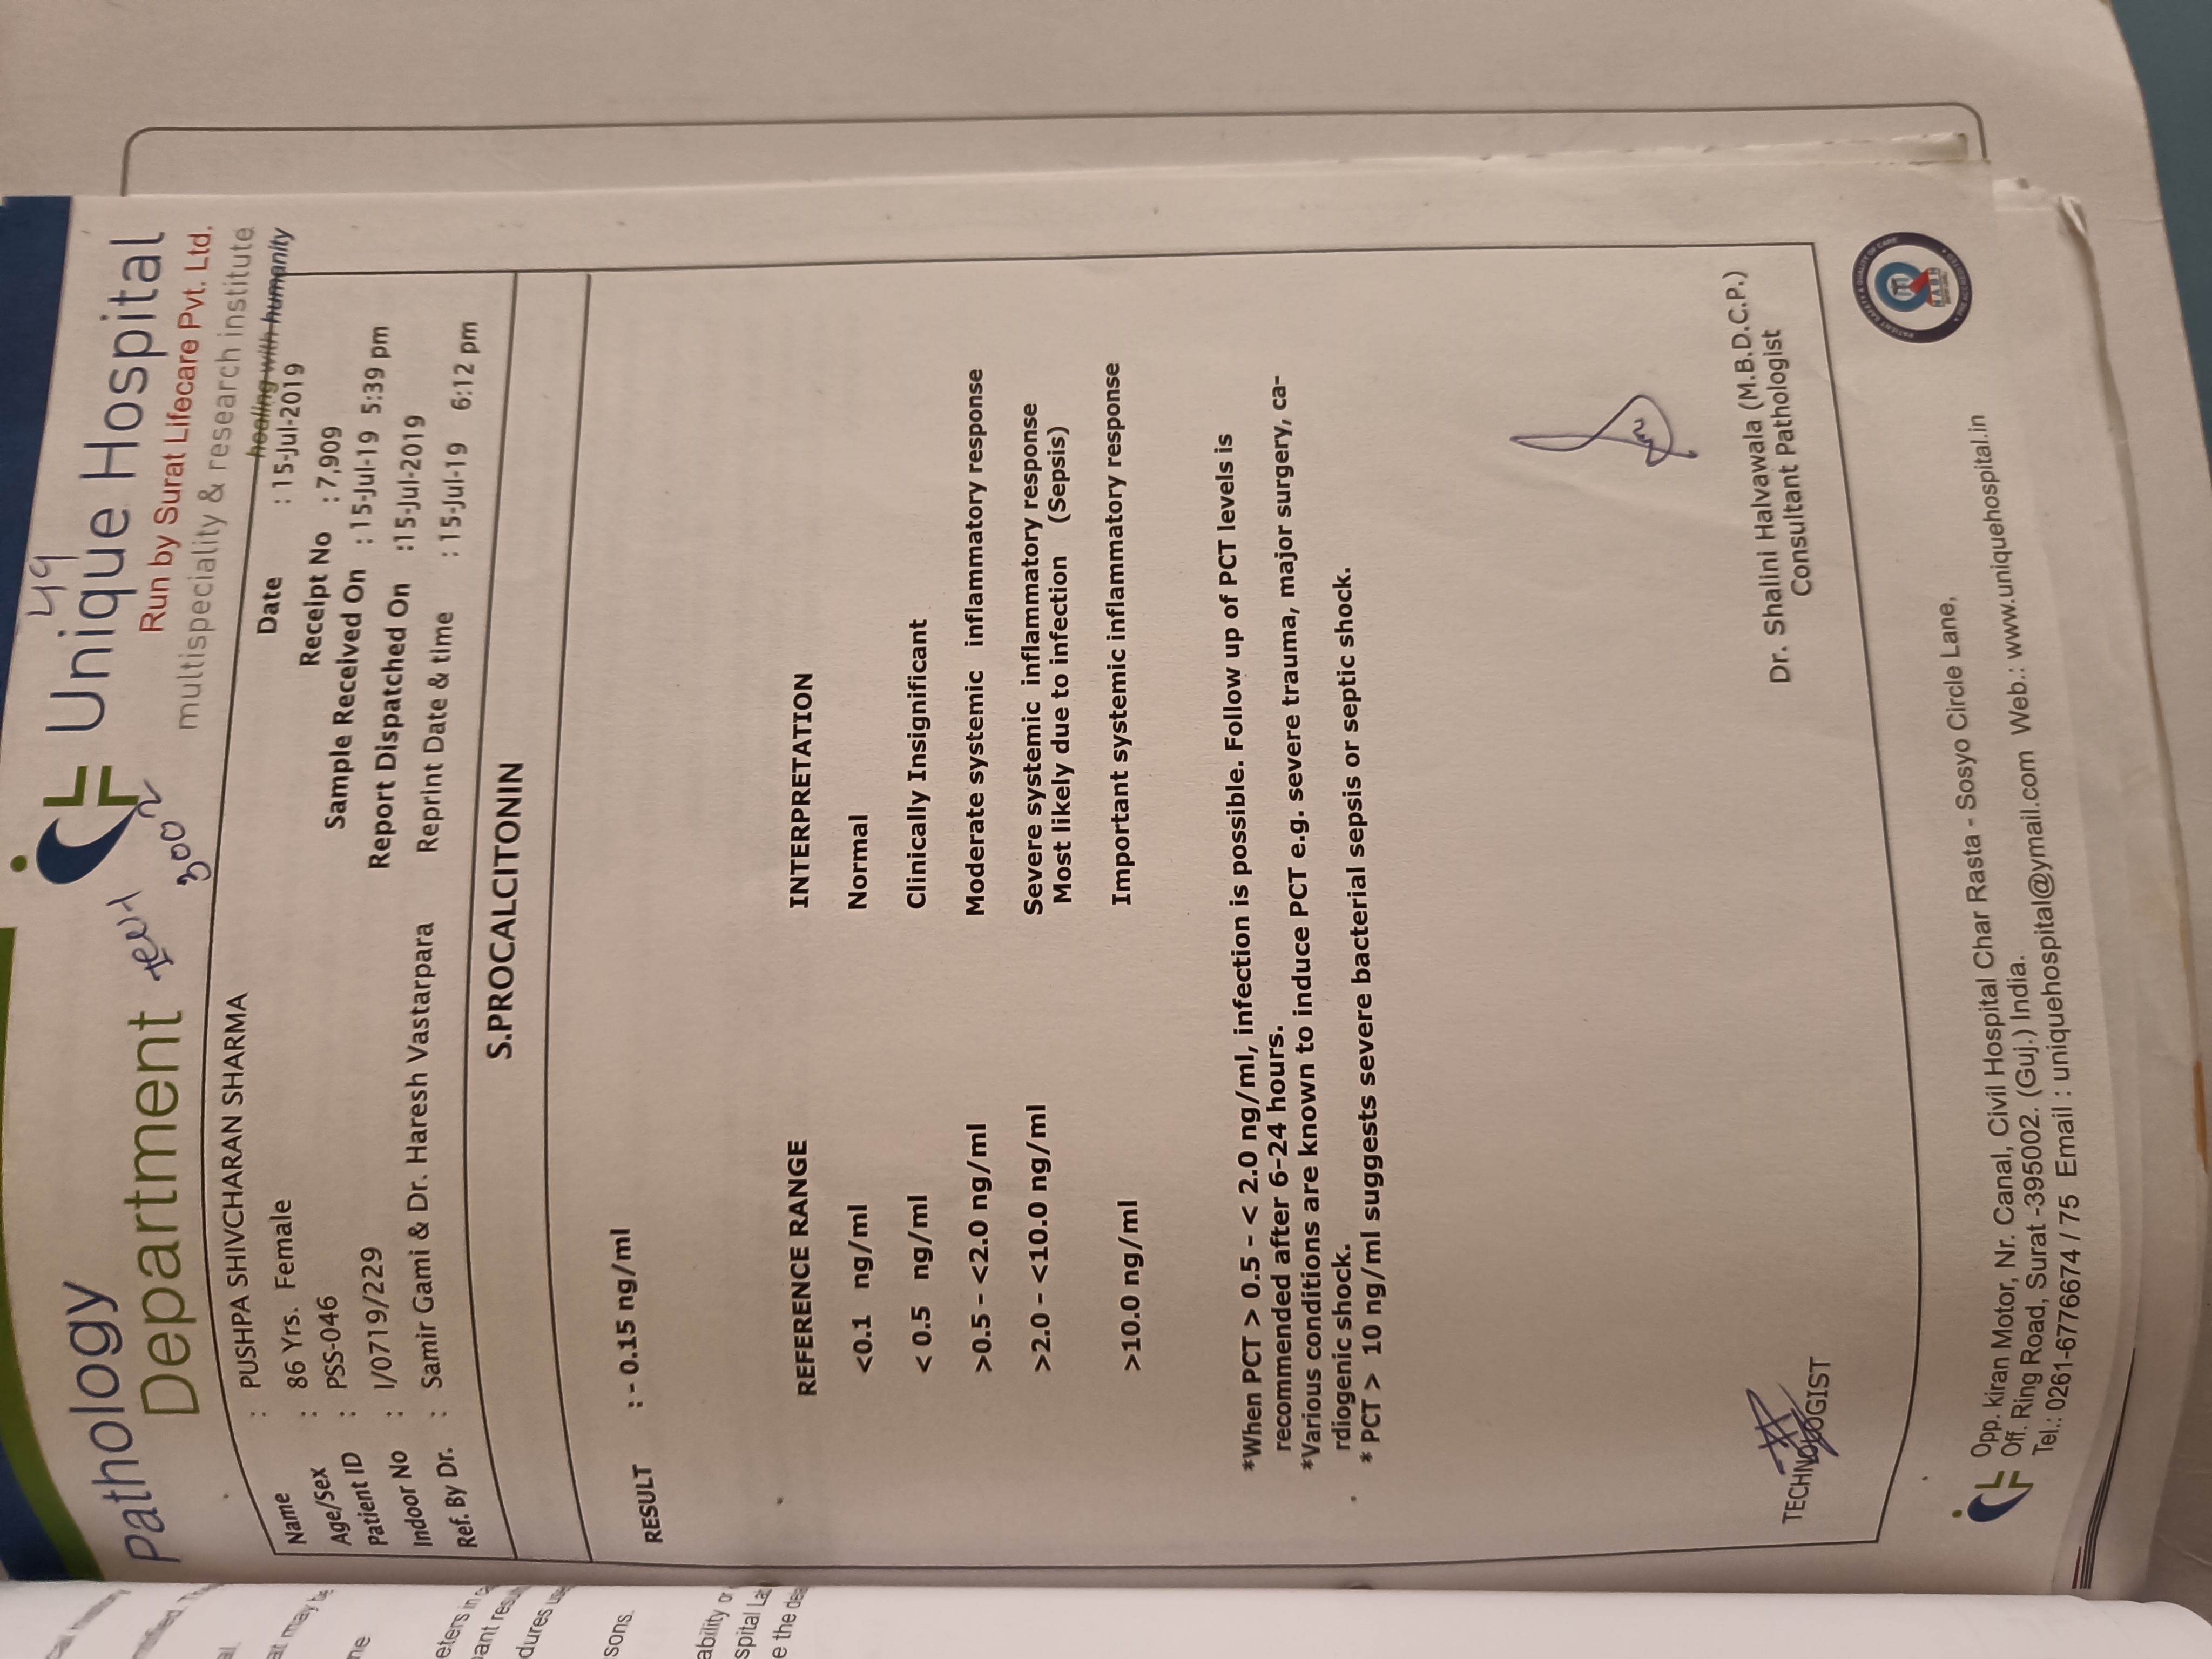 49
Pathology
Department
Unique Hospital
Run by Surat Lifecare Pvt. Ltd.
multispeciality & research institute
healing with humanity
3002
Name : PUSHPA SHIVCHARAN SHARMA
Age/Sex : 86 Yrs. Female
Patient ID : PSS-046
Indoor No : I/0719/229
Ref. By Dr. : Samir Gami & Dr. Haresh Vastarpara
Date : 15-Jul-2019
Receipt No : 7,909
Sample Received On : 15-Jul-19 5:39 pm
Report Dispatched On :15-Jul-2019
Reprint Date & time : 15-Jul-19 6:12 pm
S.PROCALCITONIN
RESULT : - 0.15 ng/ml
REFERENCE RANGE INTERPRETATION
<0.1 ng/ml Normal
< 0.5 ng/ml Clinically Insignificant
>0.5 - <2.0 ng/ml Moderate systemic inflammatory response
>2.0 - <10.0 ng/ml Severe systemic inflammatory response
Most likely due to infection (Sepsis)
>10.0 ng/ml Important systemic inflammatory response
*When PCT > 0.5 - < 2.0 ng/ml, infection is possible. Follow up of PCT levels is
recommended after 6-24 hours.
*Various conditions are known to induce PCT e.g. severe trauma, major surgery, ca-
rdiogenic shock.
* PCT > 10 ng/ml suggests severe bacterial sepsis or septic shock.
TECHNOLOGIST
Dr. Shalini Halvawala (M.B.D.C.P.)
Consultant Pathologist
PATIENT SAFETY & QUALITY OF CARE
NABH
PRE ACCREDITED
Opp. kiran Motor, Nr. Canal, Civil Hospital Char Rasta - Sosyo Circle Lane,
Off. Ring Road, Surat -395002. (Guj.) India.
Tel.: 0261-6776674 / 75 Email : uniquehospital@ymail.com Web.: www.uniquehospital.in